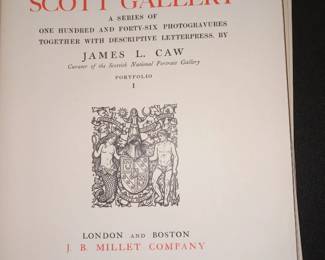 SCOTT GALLERY
A SERIES OF
ONE HUNDRED AND FORTY-SIX PHOTOGRAVURES
TOGETHER WITH DESCRIPTIVE LETTERPRESS, BY
JAMES L. CAW
Curator of the Scottish National Portrait Gallery
PORTFOLIO
I
LONDON AND BOSTON
J. B. MILLET COMPANY